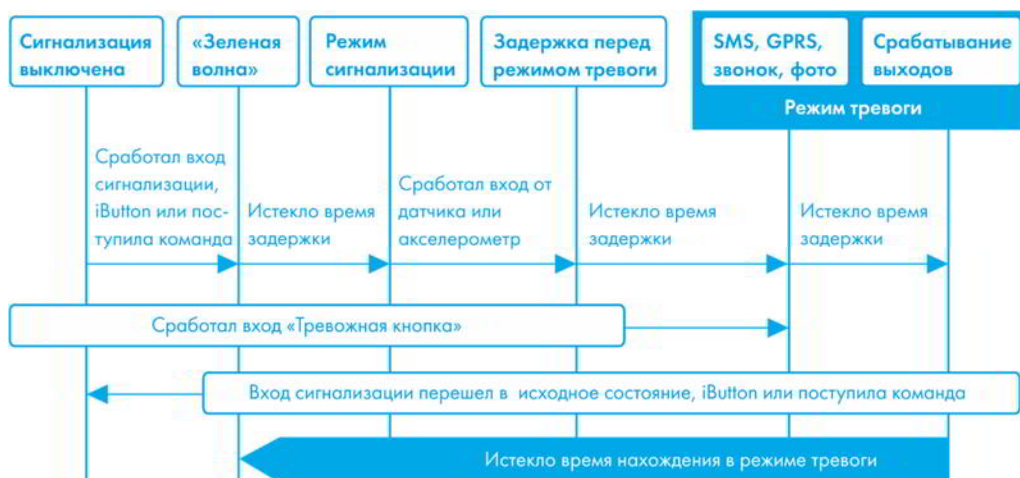 Сигнализация
выключена
«Зеленая
волна»
Режим
сигнализации
Задержка перед
режимом тревоги
SMS, GPRS,
звонок, фото
Срабатывание
выходов
Режим тревоги
Сработал вход
сигнализации,
iButton или пос-
тупила команда
Истекло время
задержки
Сработал вход от
датчика или
акселерометр
Истекло время
задержки
Истекло время
задержки
Сработал вход «Тревожная кнопка»
Вход сигнализации перешел в исходное состояние, iButton или поступила команда
Истекло время нахождения в режиме тревоги